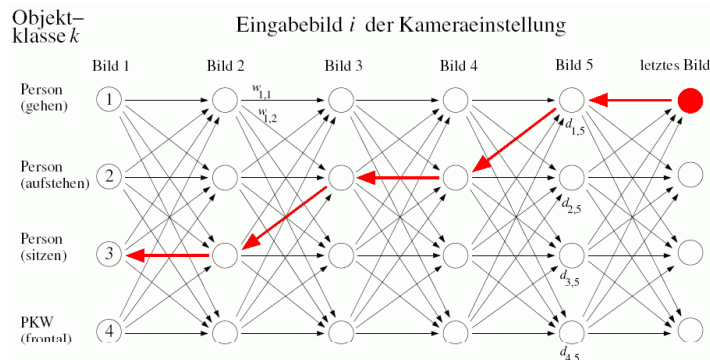 Objekt–
klasse k
Eingabebild i der Kameraeinstellung
Bild 1 Bild 2 Bild 3 Bild 4 Bild 5 letztes Bild
Person
(gehen)
1
w1,1
w1,2
d1,5
Person
(aufstehen)
2
d2,5
Person
(sitzen)
3
d3,5
PKW
(frontal)
4
d4,5